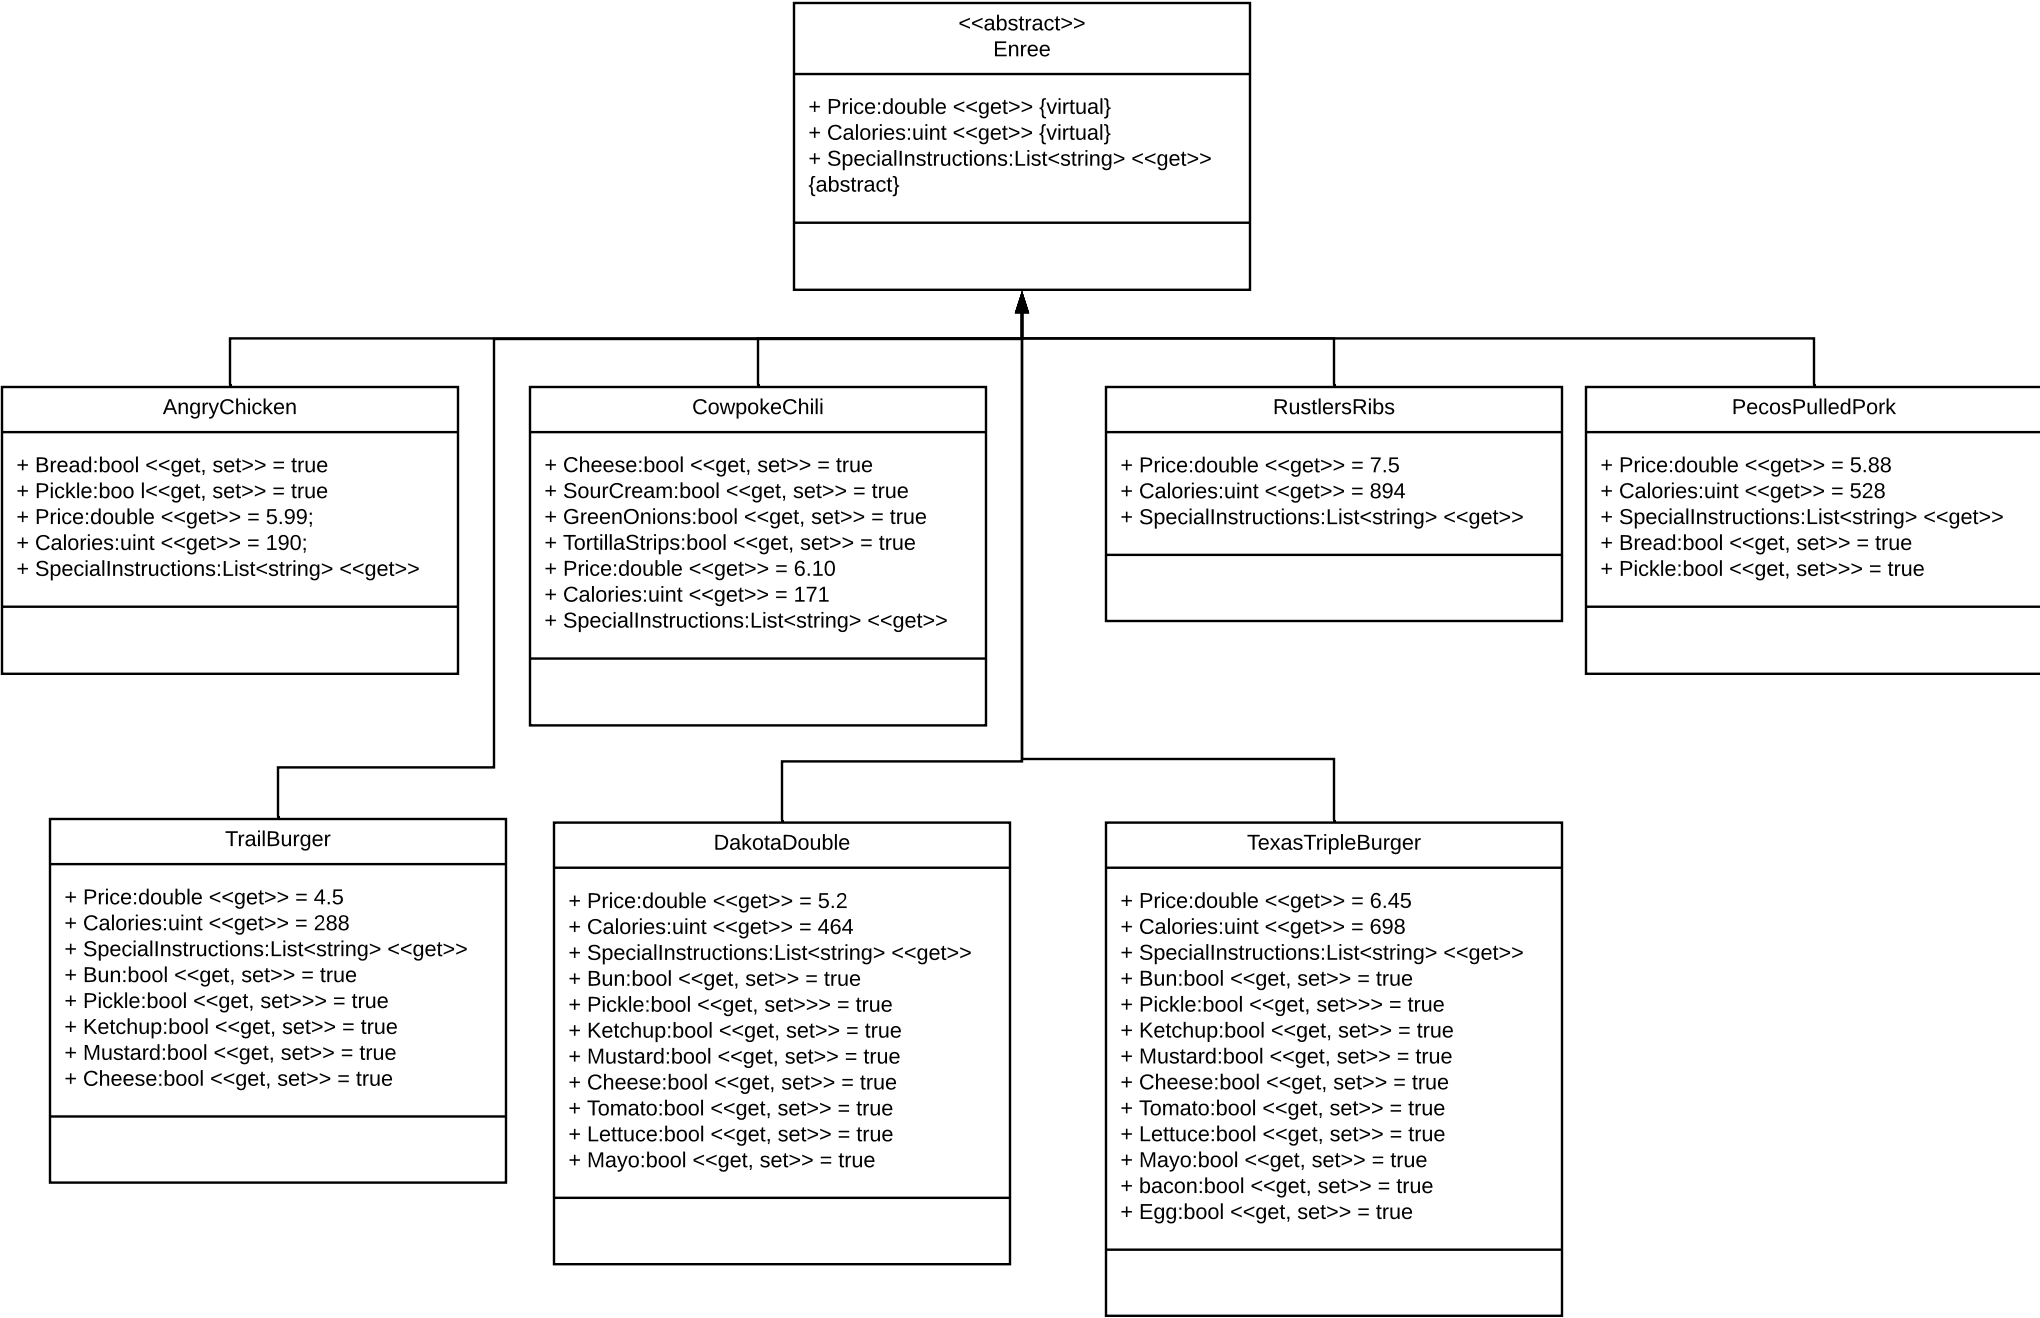 <<abstract>>
Enree
+ Price:double <<get>> {virtual}
+ Calories:uint <<get>> {virtual}
+ SpecialInstructions:List<string> <<get>>
{abstract}
AngryChicken
+ Bread:bool <<get, set>> = true
+ Pickle:boo l<<get, set>> = true
+ Price:double <<get>> = 5.99;
+ Calories:uint <<get>> = 190;
+ SpecialInstructions:List<string> <<get>>
CowpokeChili
+ Cheese:bool <<get, set>> = true
+ SourCream:bool <<get, set>> = true
+ GreenOnions:bool <<get, set>> = true
+ TortillaStrips:bool <<get, set>> = true
+ Price:double <<get>> = 6.10
+ Calories:uint <<get>> = 171
+ SpecialInstructions:List<string> <<get>>
RustlersRibs
+ Price:double <<get>> = 7.5
+ Calories:uint <<get>> = 894
+ SpecialInstructions:List<string> <<get>>
PecosPulledPork
+ Price:double <<get>> = 5.88
+ Calories:uint <<get>> = 528
+ SpecialInstructions:List<string> <<get>>
+ Bread:bool <<get, set>> = true
+ Pickle:bool <<get, set>>> = true
TrailBurger
+ Price:double <<get>> = 4.5
+ Calories:uint <<get>> = 288
+ SpecialInstructions:List<string> <<get>>
+ Bun:bool <<get, set>> = true
+ Pickle:bool <<get, set>>> = true
+ Ketchup:bool <<get, set>> = true
+ Mustard:bool <<get, set>> = true
+ Cheese:bool <<get, set>> = true
DakotaDouble
+ Price:double <<get>> = 5.2
+ Calories:uint <<get>> = 464
+ SpecialInstructions:List<string> <<get>>
+ Bun:bool <<get, set>> = true
+ Pickle:bool <<get, set>>> = true
+ Ketchup:bool <<get, set>> = true
+ Mustard:bool <<get, set>> = true
+ Cheese:bool <<get, set>> = true
+ Tomato:bool <<get, set>> = true
+ Lettuce:bool <<get, set>> = true
+ Mayo:bool <<get, set>> = true
TexasTripleBurger
+ Price:double <<get>> = 6.45
+ Calories:uint <<get>> = 698
+ SpecialInstructions:List<string> <<get>>
+ Bun:bool <<get, set>> = true
+ Pickle:bool <<get, set>>> = true
+ Ketchup:bool <<get, set>> = true
+ Mustard:bool <<get, set>> = true
+ Cheese:bool <<get, set>> = true
+ Tomato:bool <<get, set>> = true
+ Lettuce:bool <<get, set>> = true
+ Mayo:bool <<get, set>> = true
+ bacon:bool <<get, set>> = true
+ Egg:bool <<get, set>> = true